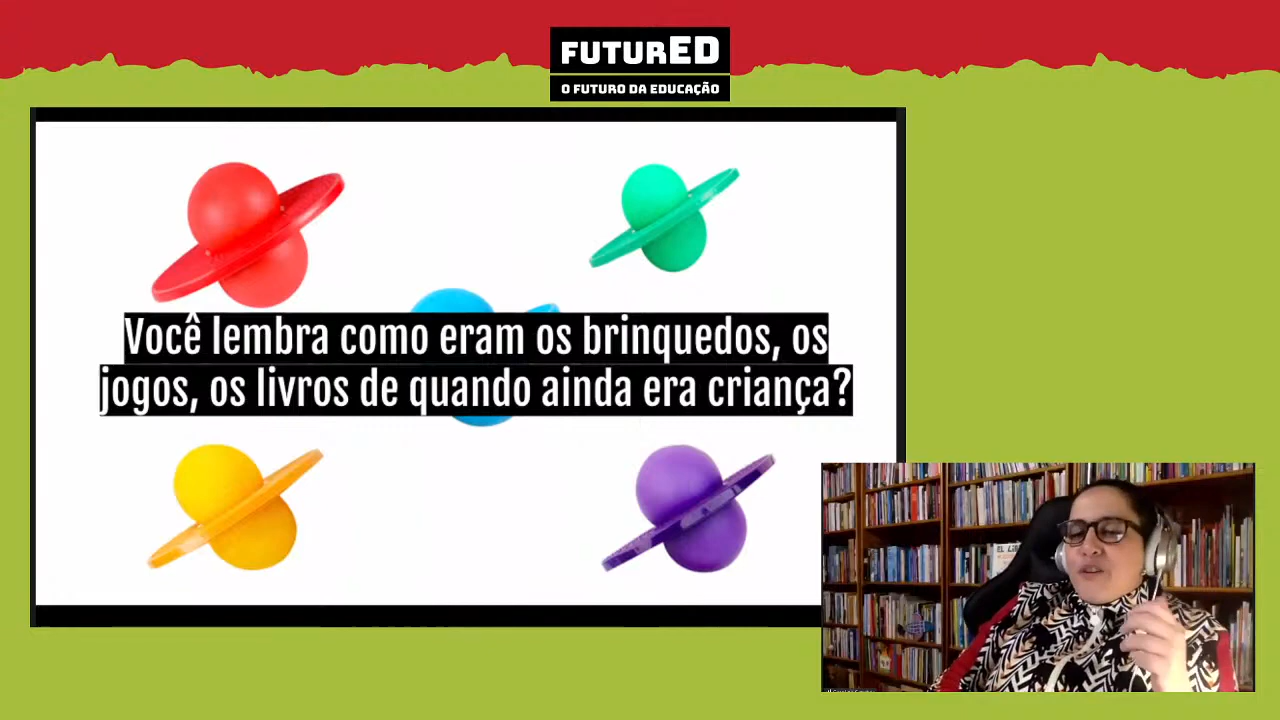 FUTURED
O FUTURO DA EDUCAÇÃO
Você lembra como eram os brinquedos, os
jogos, os livros de quando ainda era criança?